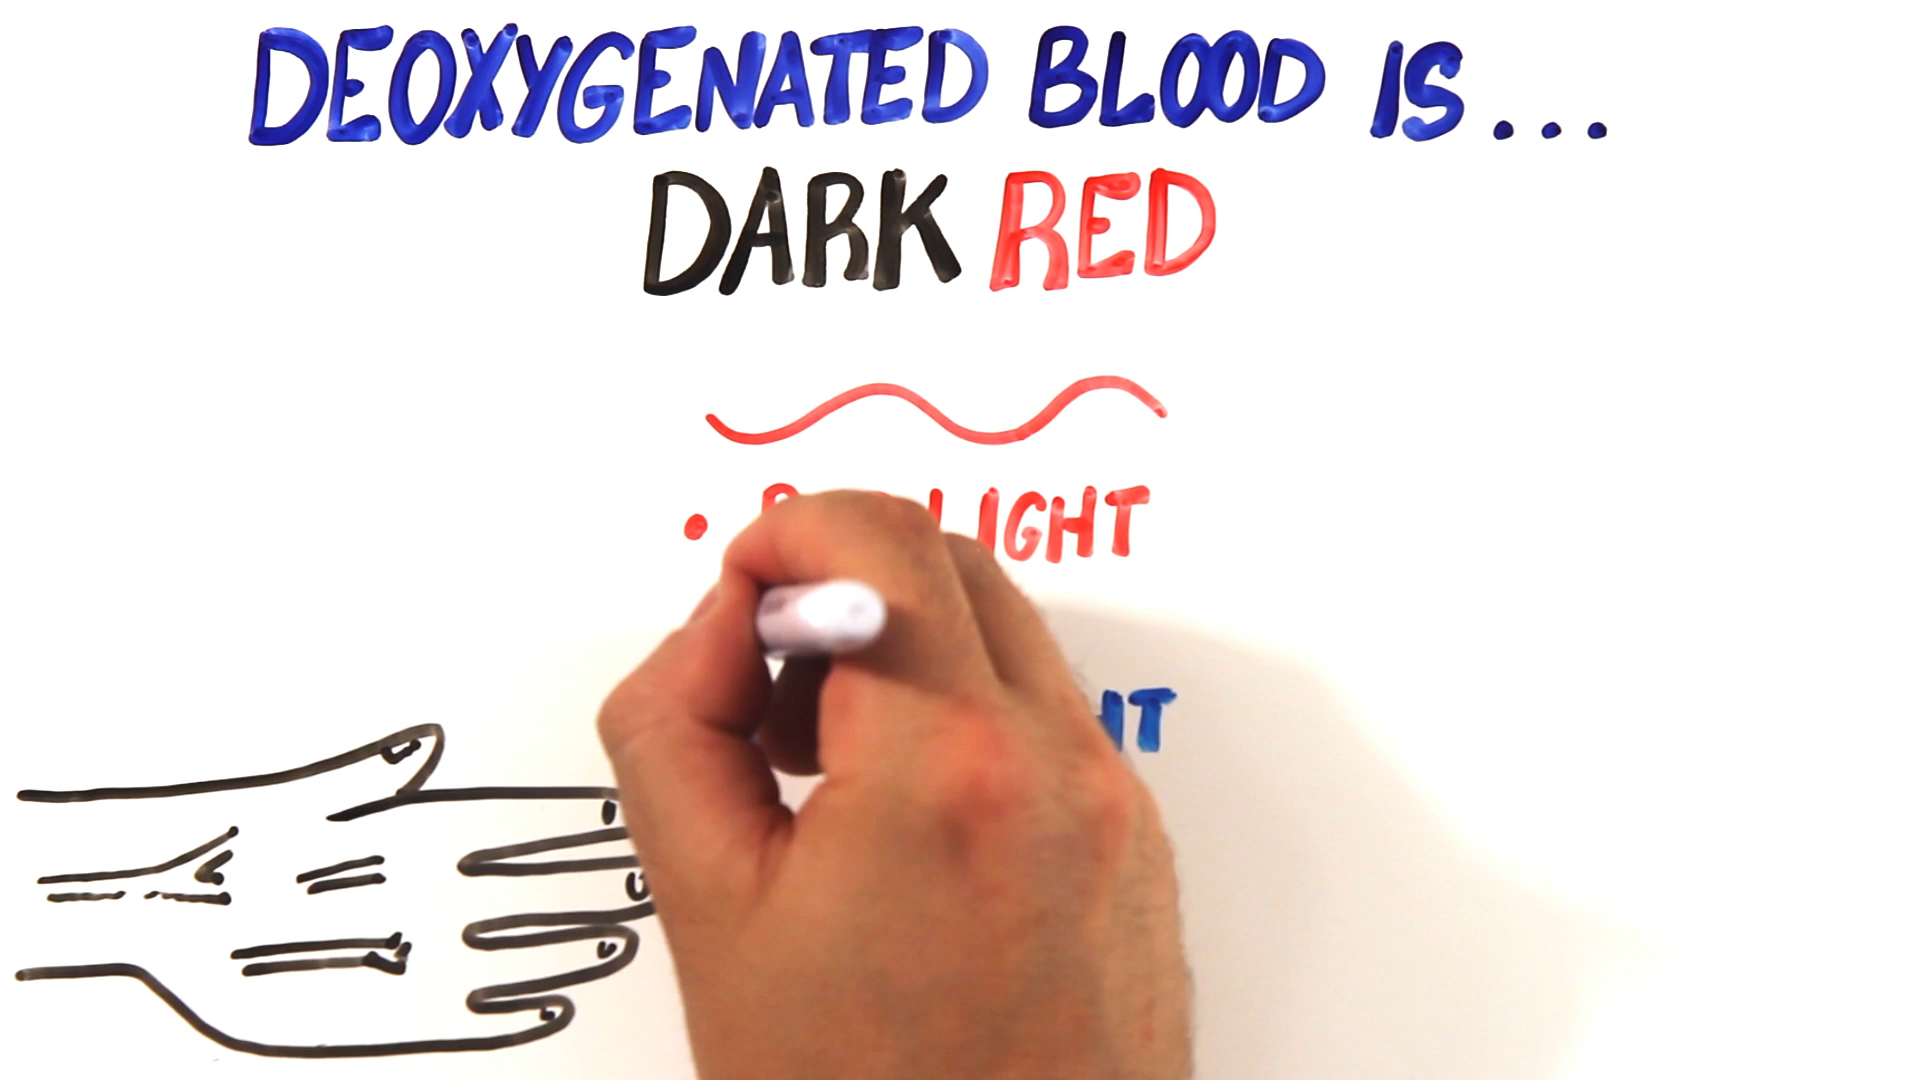 DEOXYGENATED BLOOD IS...
DARK RED
• LIGHT